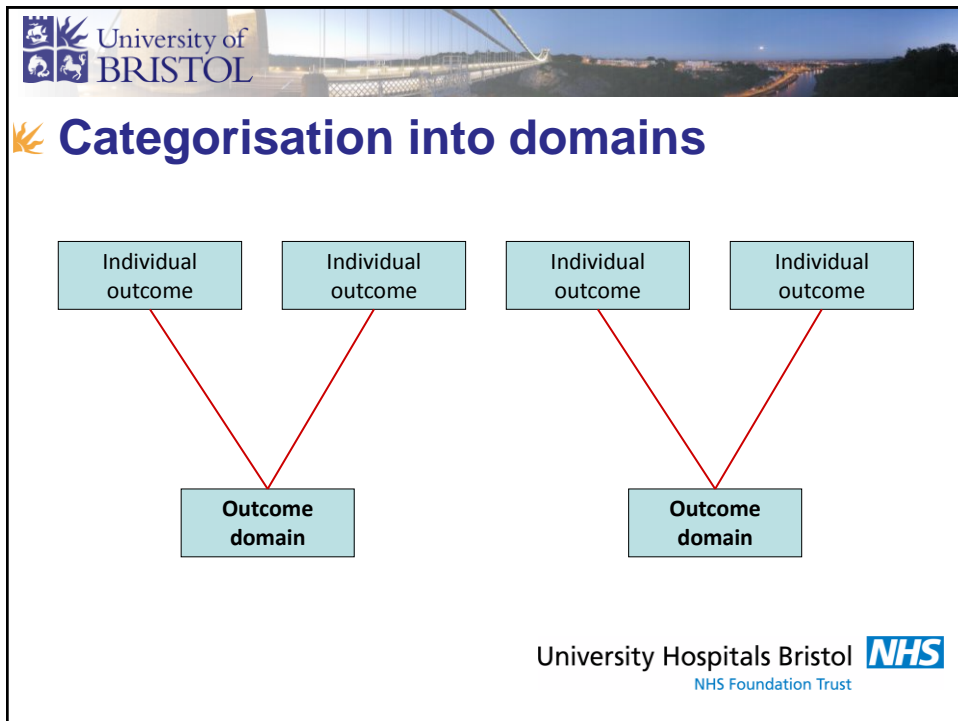 University of
BRISTOL
Categorisation into domains
Individual
outcome
Individual
outcome
Individual
outcome
Individual
outcome
Outcome
domain
Outcome
domain
University Hospitals Bristol NHS
NHS Foundation Trust